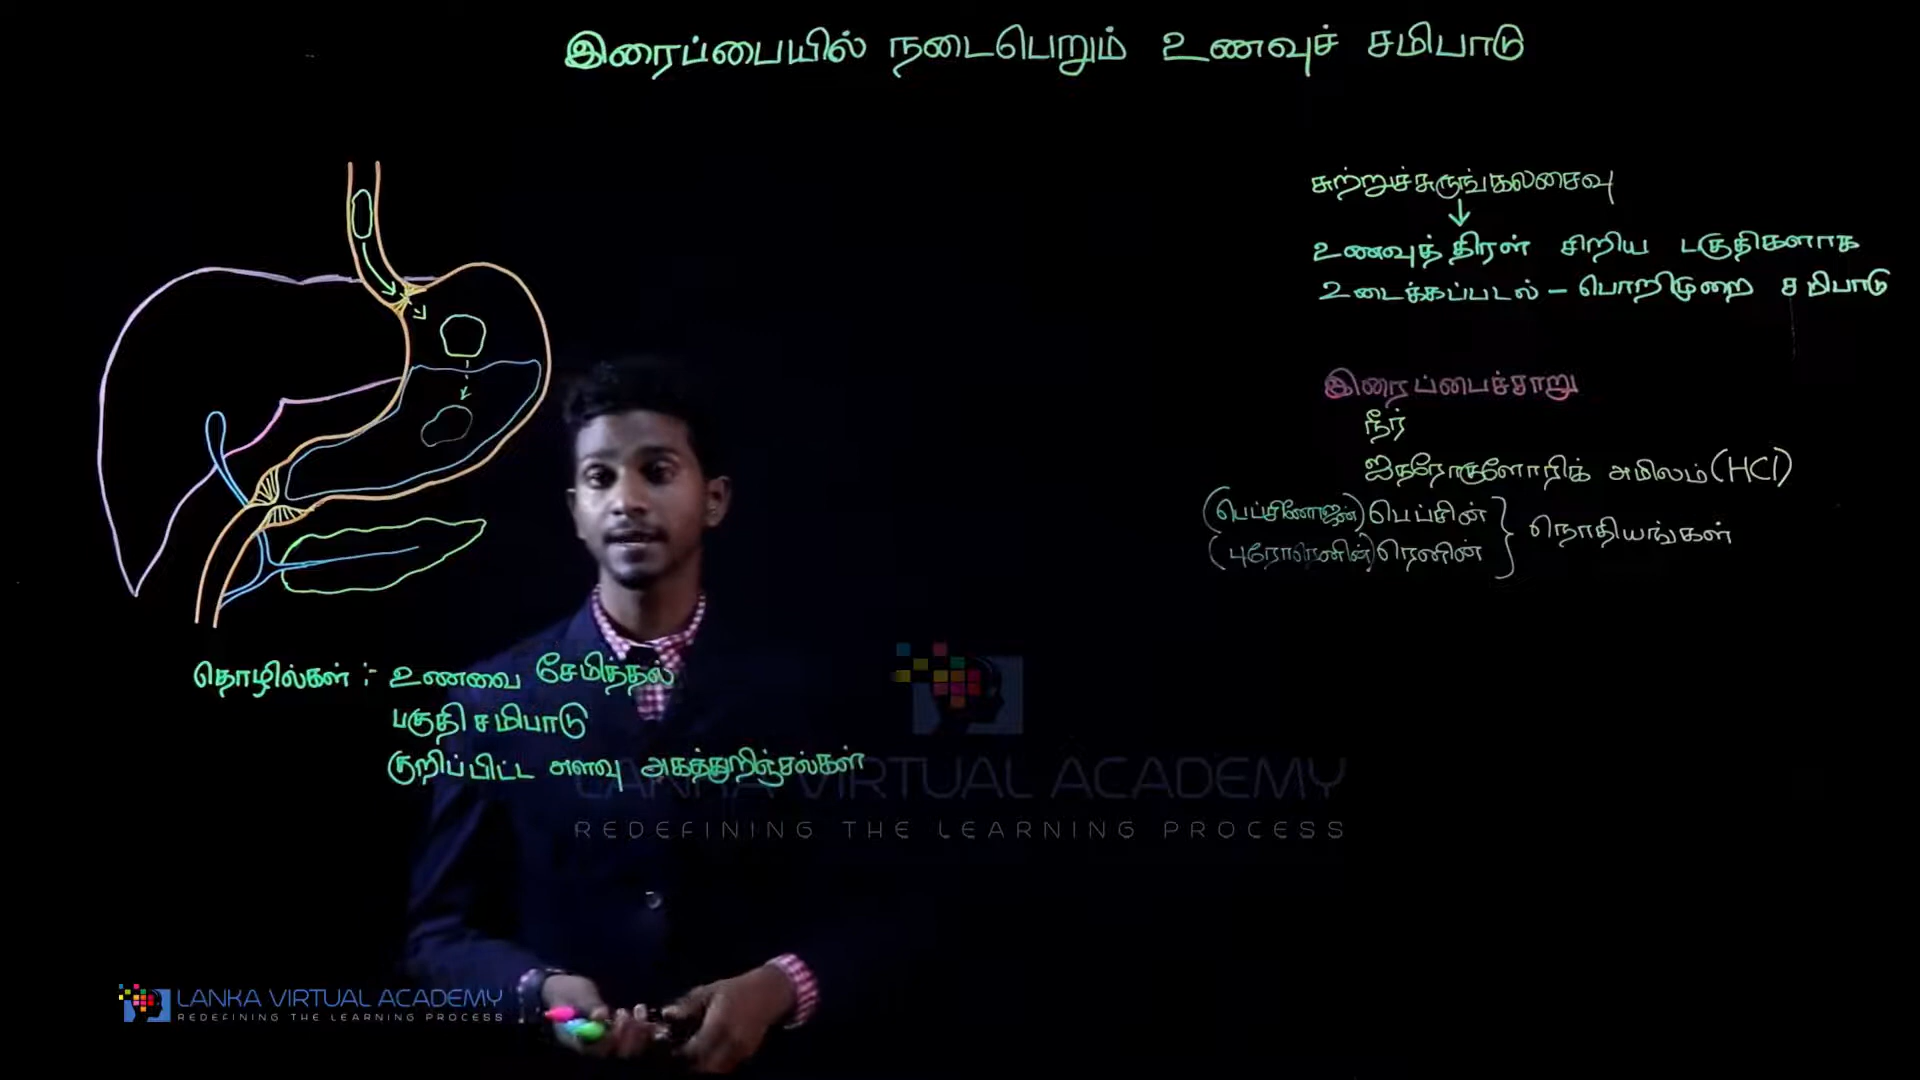 இரைப்பையில் நடைபெறும் உணவுச் சமிபாடு
சுற்றுச்சுருங்கலசைவு
↓
உணவுத்திரள் சிறிய பகுதிகளாக
உடைக்கப்படல் - பொறிமுறை சமிபாடு
இரைப்பைச்சாறு
நீர்
ஐதரோகுளோரிக் அமிலம் (HCl)
(பெப்சினோஜன்) பெப்சின்
(புரோரெனின்) ரெனின்
} நொதியங்கள்
தொழில்கள் :- உணவை சேமித்தல்
பகுதி சமிபாடு
குறிப்பிட்ட அளவு அகத்துறிஞ்சல்கள்
LANKA VIRTUAL ACADEMY
REDEFINING THE LEARNING PROCESS
LANKA VIRTUAL ACADEMY
REDEFINING THE LEARNING PROCESS